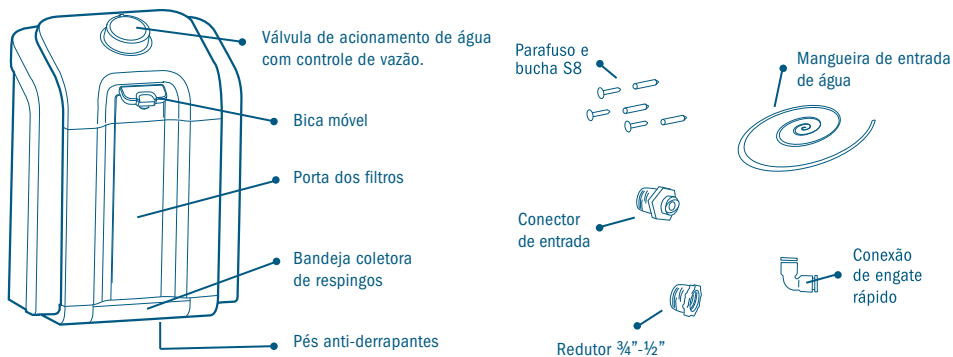 Válvula de acionamento de água
com controle de vazão.
Bica móvel
Porta dos filtros
Bandeja coletora
de respingos
Pés anti-derrapantes
Parafuso e
bucha S8
Mangueira de entrada
de água
Conector
de entrada
Conexão
de engate
rápido
Redutor ¾”-½”